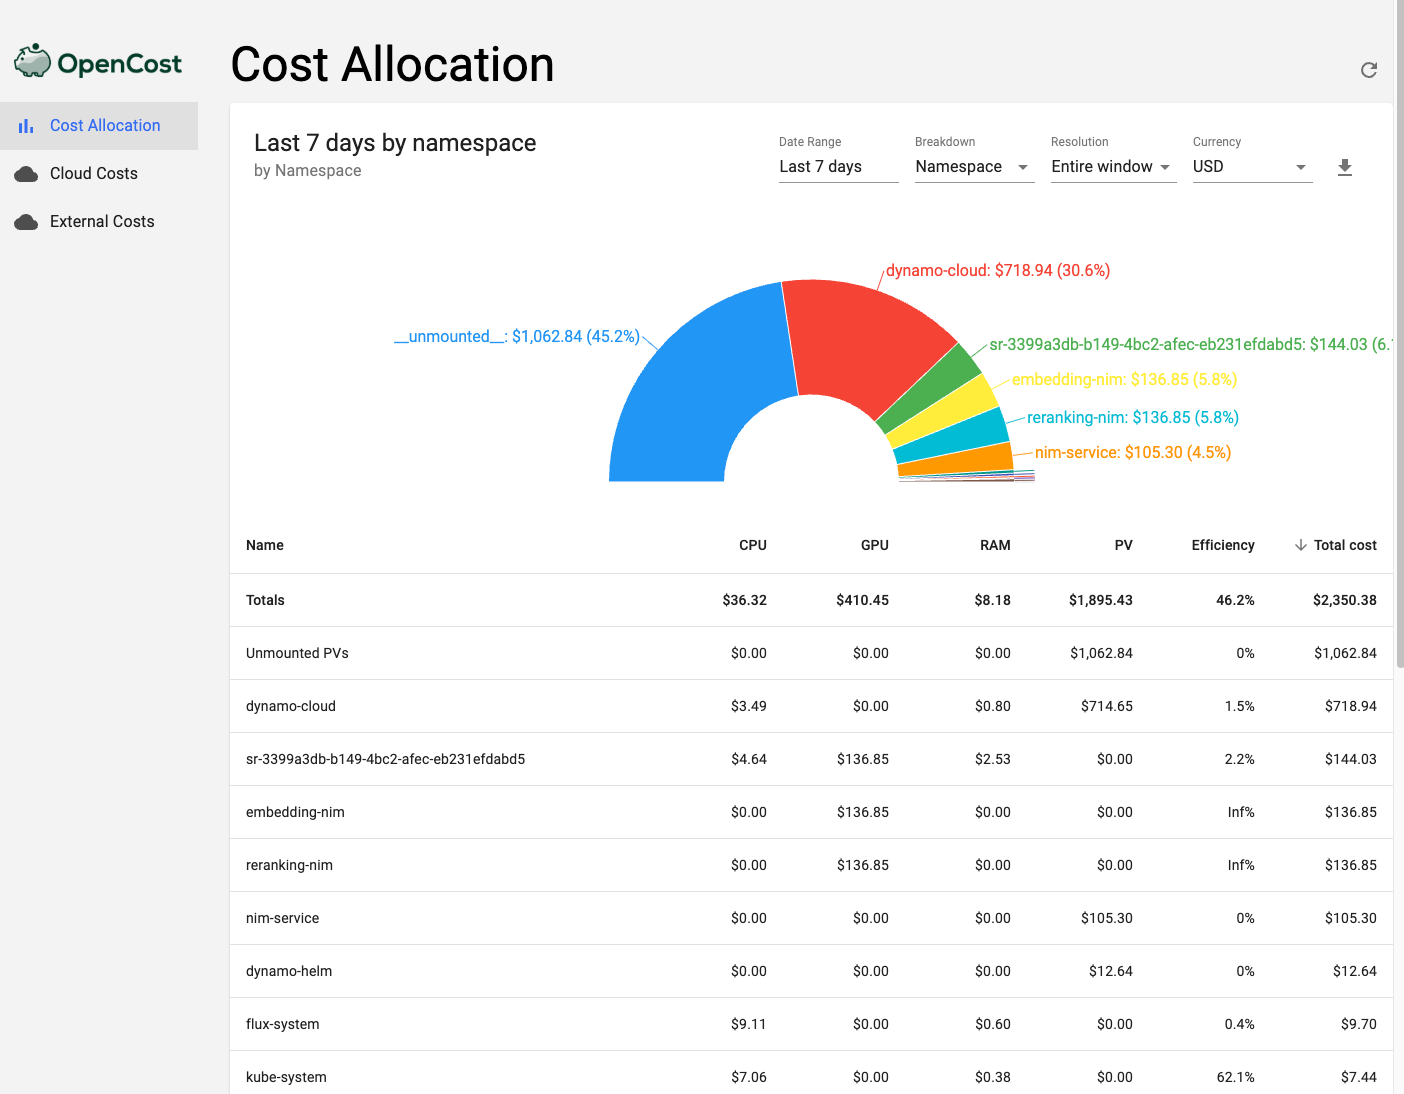 OpenCost
Cost Allocation
Cost Allocation
Cloud Costs
External Costs
Last 7 days by namespace
by Namespace
Date Range
Last 7 days
Breakdown
Namespace
Resolution
Entire window
Currency
USD
dynamo-cloud: $718.94 (30.6%)
__unmounted__: $1,062.84 (45.2%)
sr-3399a3db-b149-4bc2-afec-eb231efdabd5: $144.03 (6.
embedding-nim: $136.85 (5.8%)
reranking-nim: $136.85 (5.8%)
nim-service: $105.30 (4.5%)
Name CPU GPU RAM PV Efficiency Total cost
Totals $36.32 $410.45 $8.18 $1,895.43 46.2% $2,350.38
Unmounted PVs $0.00 $0.00 $0.00 $1,062.84 0% $1,062.84
dynamo-cloud $3.49 $0.00 $0.80 $714.65 1.5% $718.94
sr-3399a3db-b149-4bc2-afec-eb231efdabd5 $4.64 $136.85 $2.53 $0.00 2.2% $144.03
embedding-nim $0.00 $136.85 $0.00 $0.00 Inf% $136.85
reranking-nim $0.00 $136.85 $0.00 $0.00 Inf% $136.85
nim-service $0.00 $0.00 $0.00 $105.30 0% $105.30
dynamo-helm $0.00 $0.00 $0.00 $12.64 0% $12.64
flux-system $9.11 $0.00 $0.60 $0.00 0.4% $9.70
kube-system $7.06 $0.00 $0.38 $0.00 62.1% $7.44